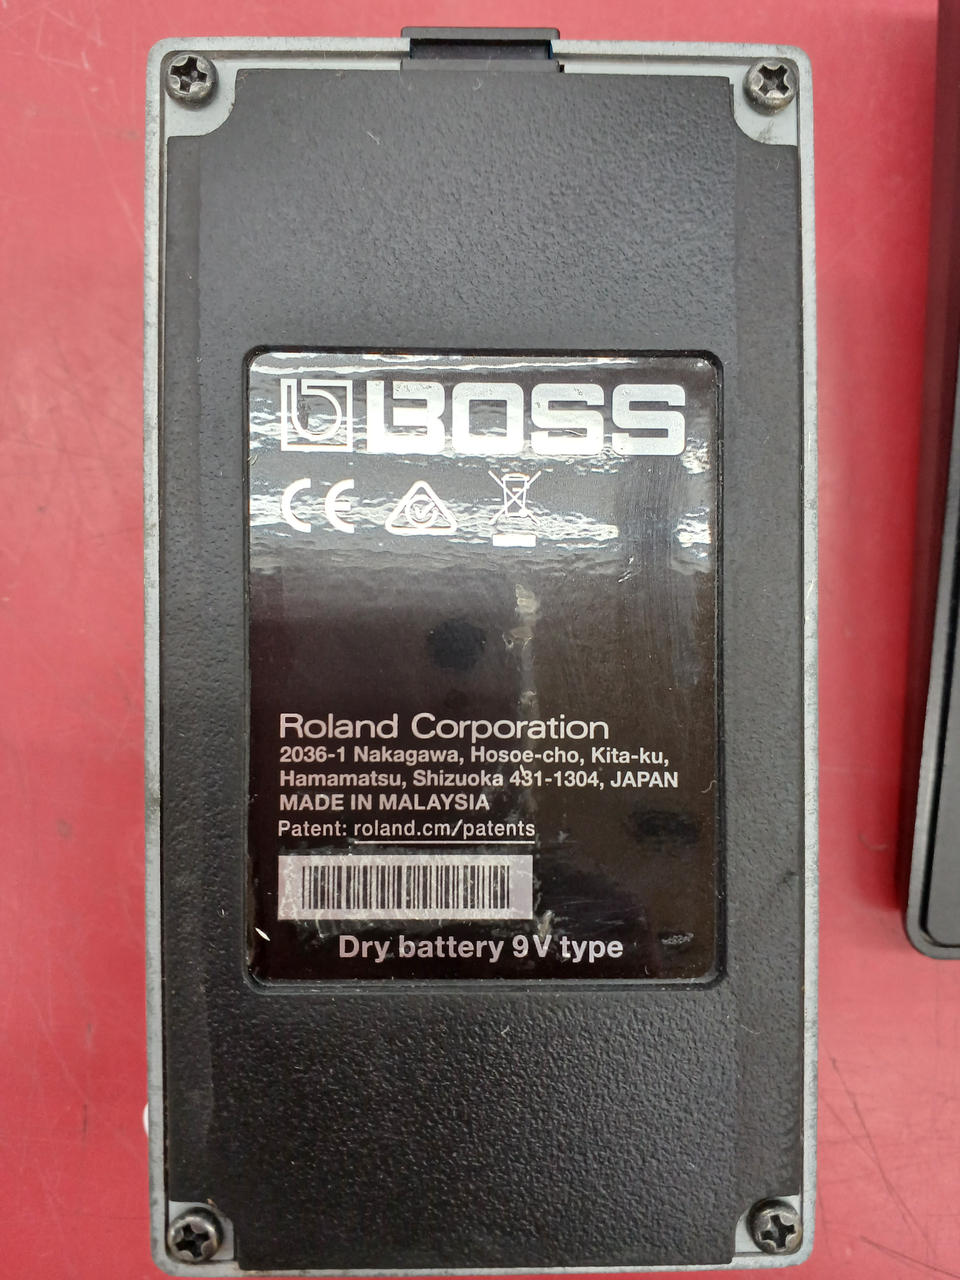 BOSS
CE
Roland Corporation
2036-1 Nakagawa, Hosoe-cho, Kita-ku,
Hamamatsu, Shizuoka 431-1304, JAPAN
MADE IN MALAYSIA
Patent: roland.cm/patents
Dry battery 9V type